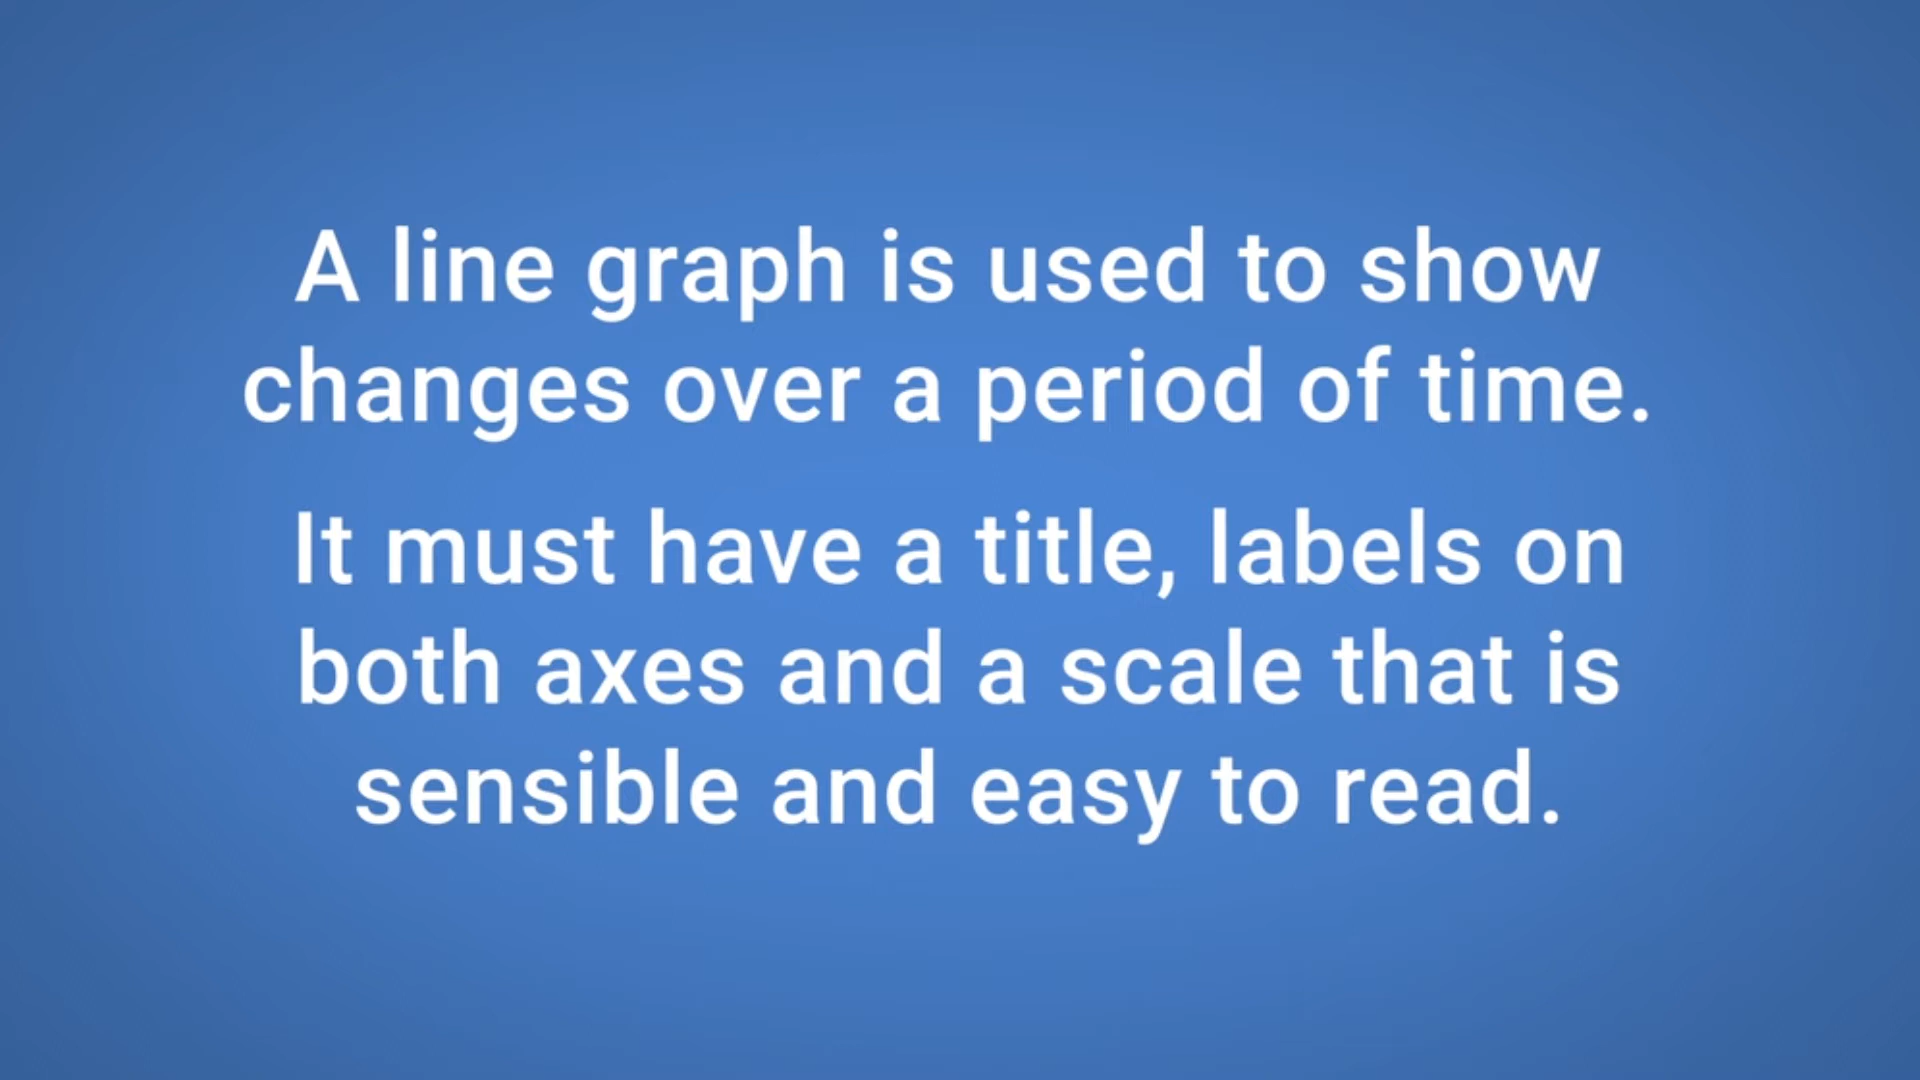 A line graph is used to show
changes over a period of time.
It must have a title, labels on
both axes and a scale that is
sensible and easy to read.